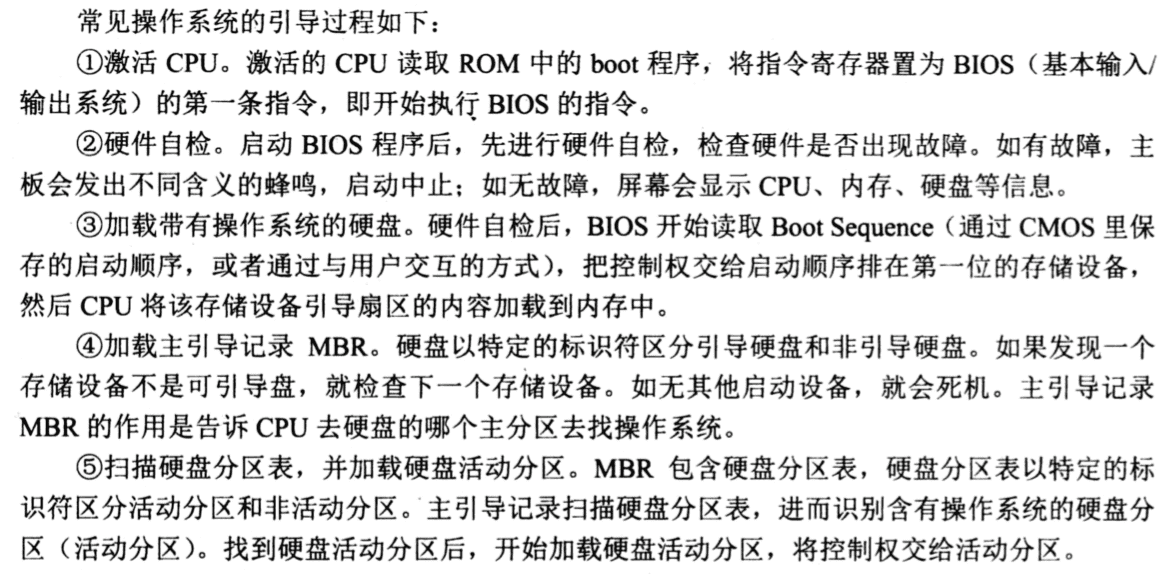 常见操作系统的引导过程如下：
①激活 CPU。激活的 CPU 读取 ROM 中的 boot 程序，将指令寄存器置为 BIOS（基本输入/
输出系统）的第一条指令，即开始执行 BIOS 的指令。
②硬件自检。启动 BIOS 程序后，先进行硬件自检，检查硬件是否出现故障。如有故障，主
板会发出不同含义的蜂鸣，启动中止；如无故障，屏幕会显示 CPU、内存、硬盘等信息。
③加载带有操作系统的硬盘。硬件自检后，BIOS 开始读取 Boot Sequence（通过 CMOS 里保
存的启动顺序，或者通过与用户交互的方式），把控制权交给启动顺序排在第一位的存储设备，
然后 CPU 将该存储设备引导扇区的内容加载到内存中。
④加载主引导记录 MBR。硬盘以特定的标识符区分引导硬盘和非引导硬盘。如果发现一个
存储设备不是可引导盘，就检查下一个存储设备。如无其他启动设备，就会死机。主引导记录
MBR 的作用是告诉 CPU 去硬盘的哪个主分区去找操作系统。
⑤扫描硬盘分区表，并加载硬盘活动分区。MBR 包含硬盘分区表，硬盘分区表以特定的标
识符区分活动分区和非活动分区。主引导记录扫描硬盘分区表，进而识别含有操作系统的硬盘分
区（活动分区）。找到硬盘活动分区后，开始加载硬盘活动分区，将控制权交给活动分区。